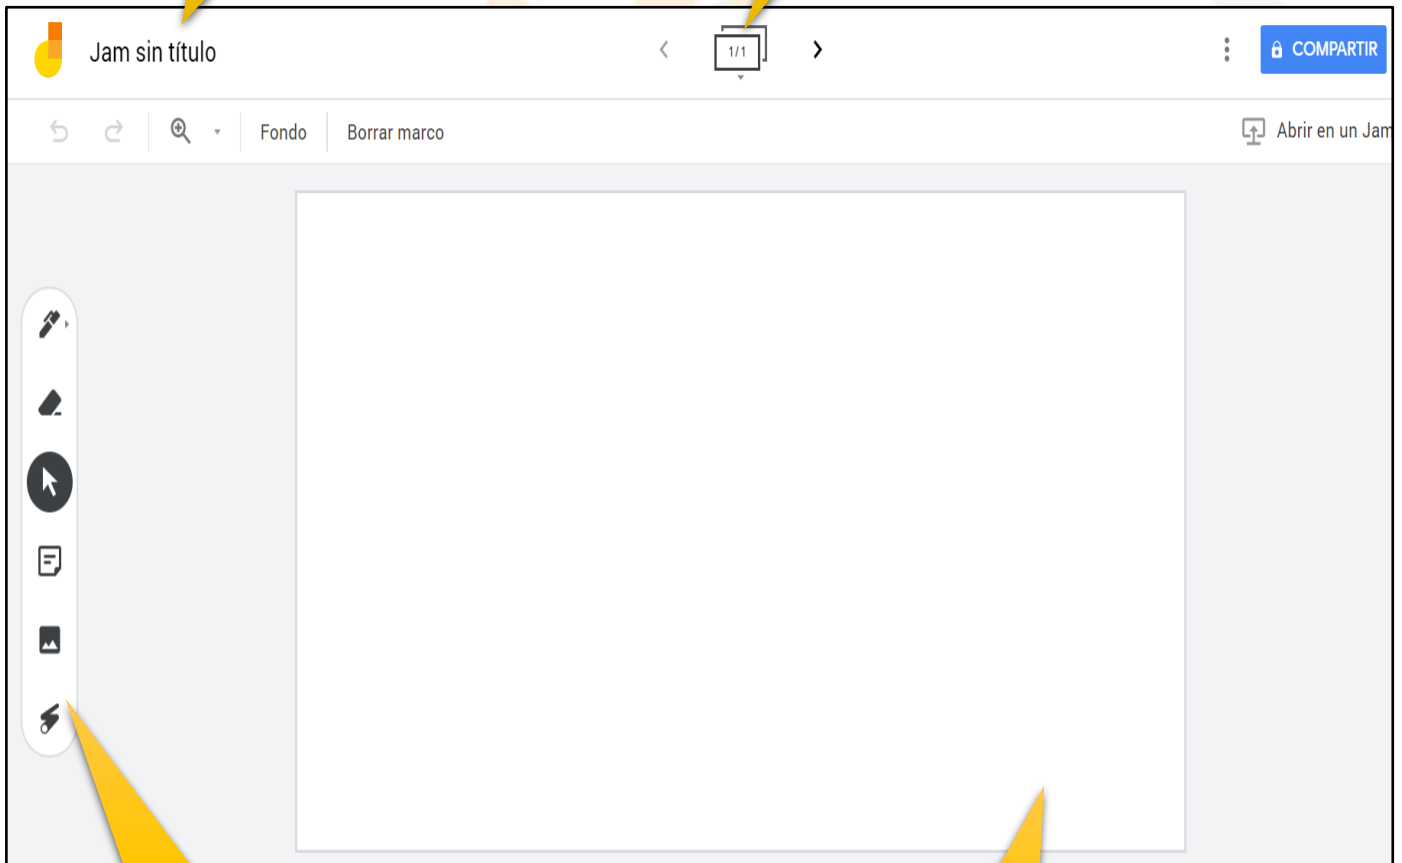 Jam sin título
1/1
COMPARTIR
Fondo
Borrar marco
Abrir en un Jam